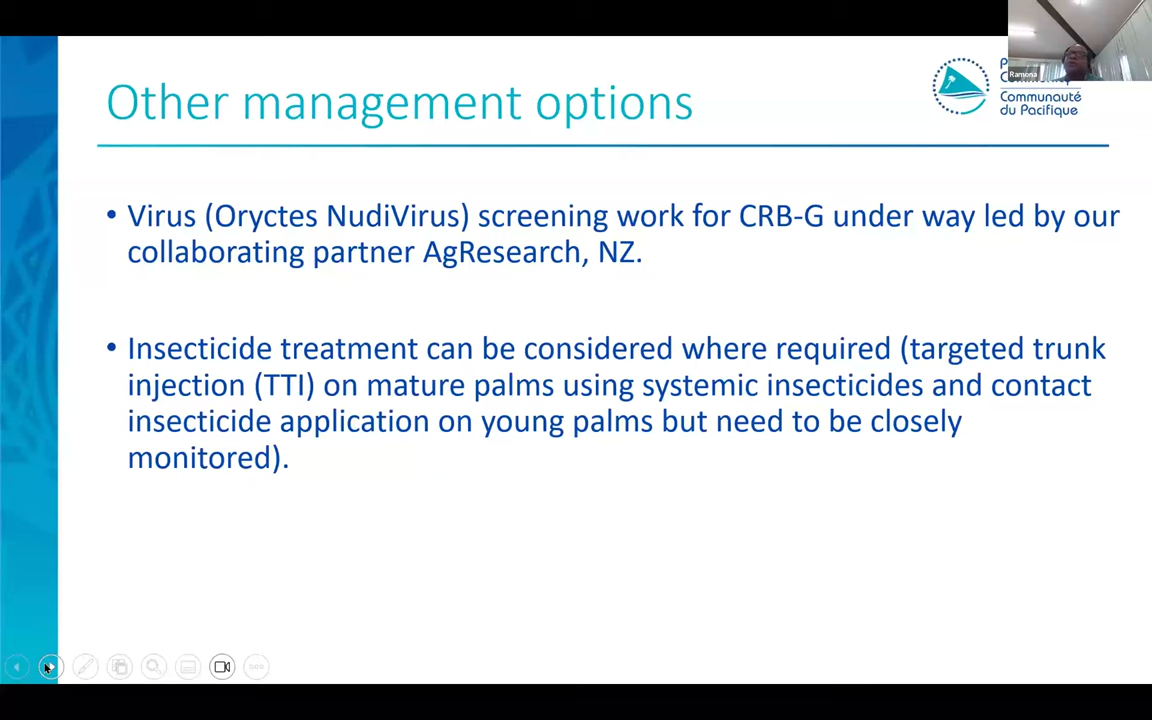 Other management options
Ramona
Communauté
du Pacifique
• Virus (Oryctes NudiVirus) screening work for CRB-G under way led by our
collaborating partner AgResearch, NZ.
• Insecticide treatment can be considered where required (targeted trunk
injection (TTI) on mature palms using systemic insecticides and contact
insecticide application on young palms but need to be closely
monitored).